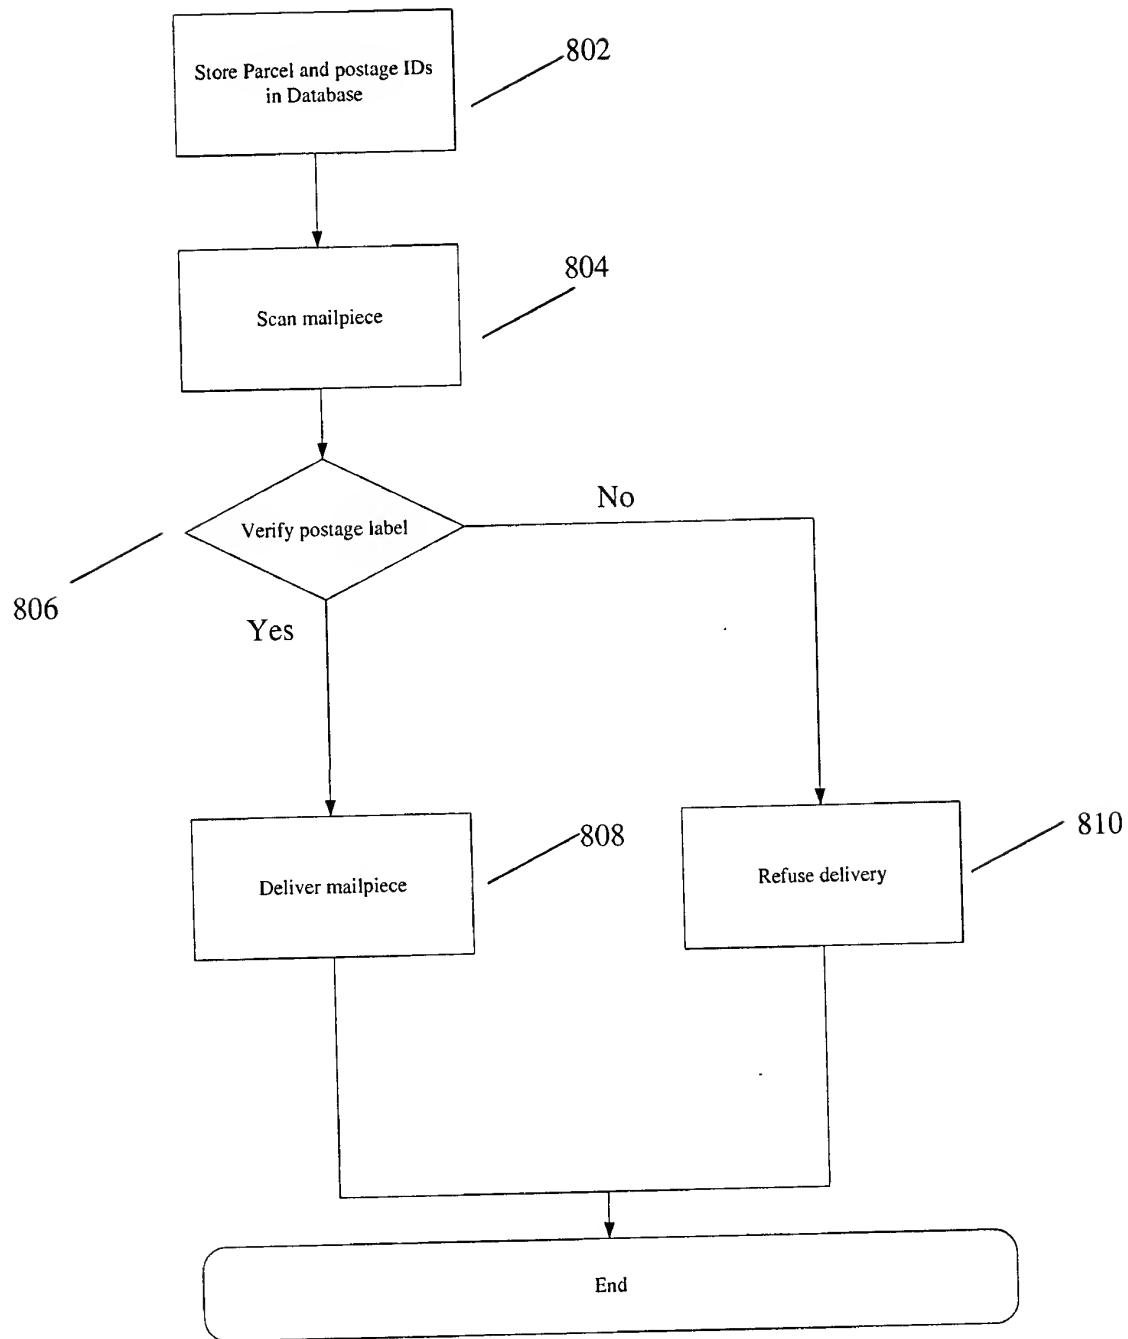 Store Parcel and postage IDs
in Database
802
Scan mailpiece
804
Verify postage label
No
806
Yes
Deliver mailpiece
808
Refuse delivery
810
End